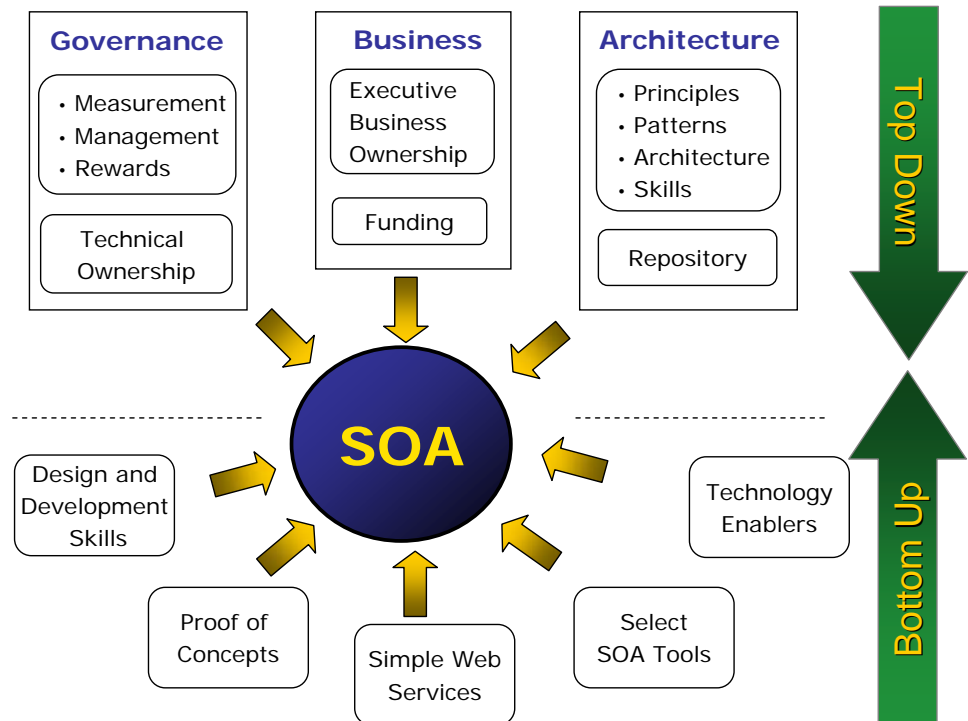 Governance
• Measurement
• Management
• Rewards
Technical
Ownership
Business
Executive
Business
Ownership
Funding
Architecture
• Principles
• Patterns
• Architecture
• Skills
Repository
Top Down
SOA
Design and
Development
Skills
Proof of
Concepts
Simple Web
Services
Select
SOA Tools
Technology
Enablers
Bottom Up